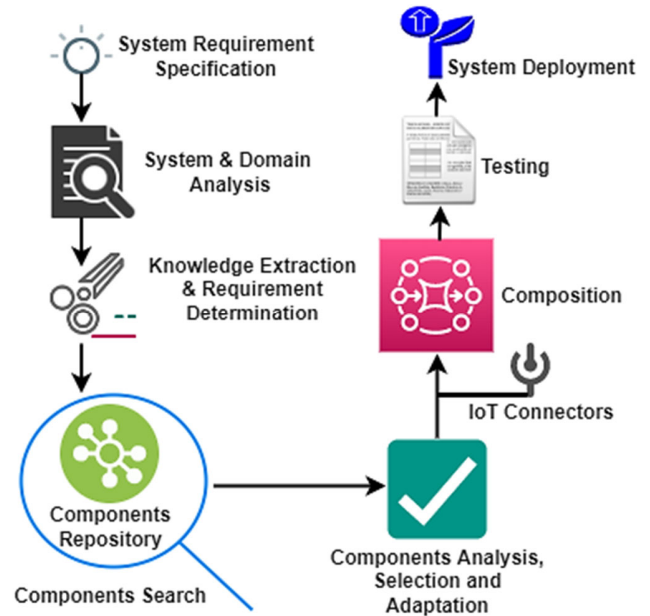 System Requirement
Specification
System & Domain
Analysis
Knowledge Extraction
& Requirement
Determination
Components
Repository
Components Search
Components Analysis,
Selection and
Adaptation
IoT Connectors
Composition
Testing
System Deployment